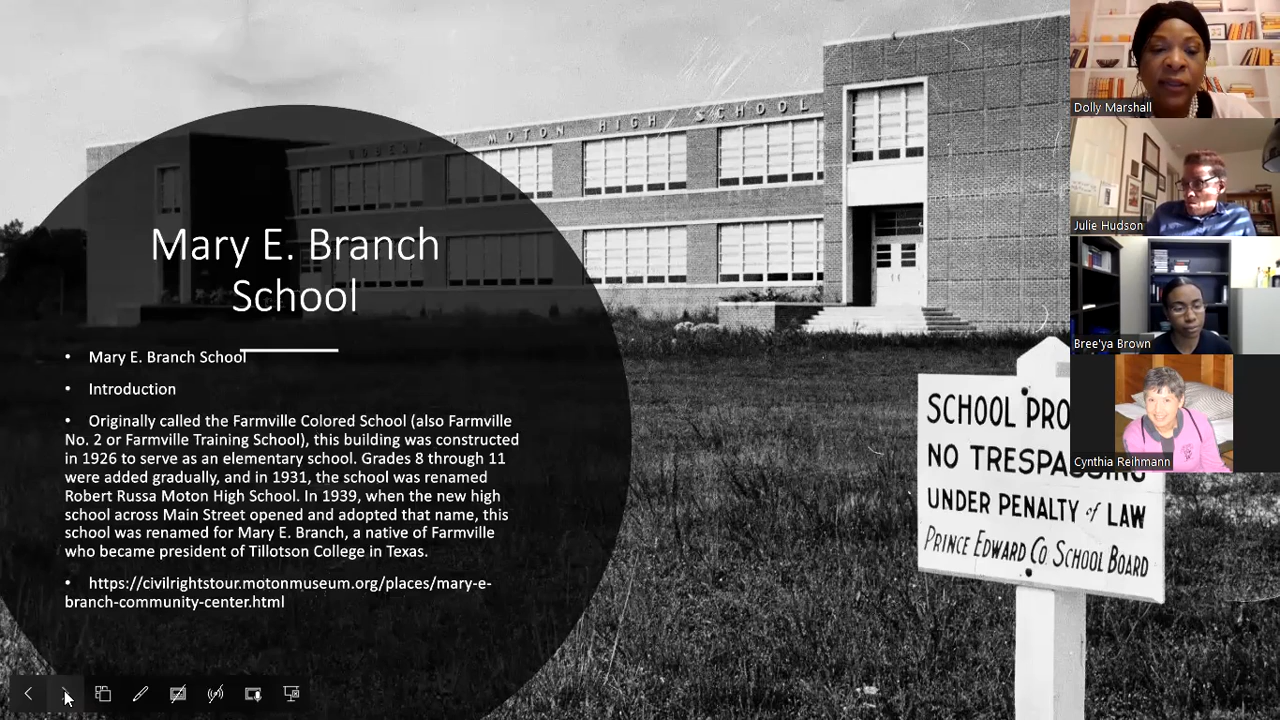 ROBERT R. MOTON HIGH SCHOOL
Mary E. Branch
School
• Mary E. Branch School
• Introduction
• Originally called the Farmville Colored School (also Farmville
No. 2 or Farmville Training School), this building was constructed
in 1926 to serve as an elementary school. Grades 8 through 11
were added gradually, and in 1931, the school was renamed
Robert Russa Moton High School. In 1939, when the new high
school across Main Street opened and adopted that name, this
school was renamed for Mary E. Branch, a native of Farmville
who became president of Tillotson College in Texas.
• https://civilrightstour.motonmuseum.org/places/mary-e-
branch-community-center.html
SCHOOL PRO
NO TRESPASSING
UNDER PENALTY of LAW
PRINCE EDWARD CO. SCHOOL BOARD
Dolly Marshall
Julie Hudson
Bree'ya Brown
Cynthia Reihmann